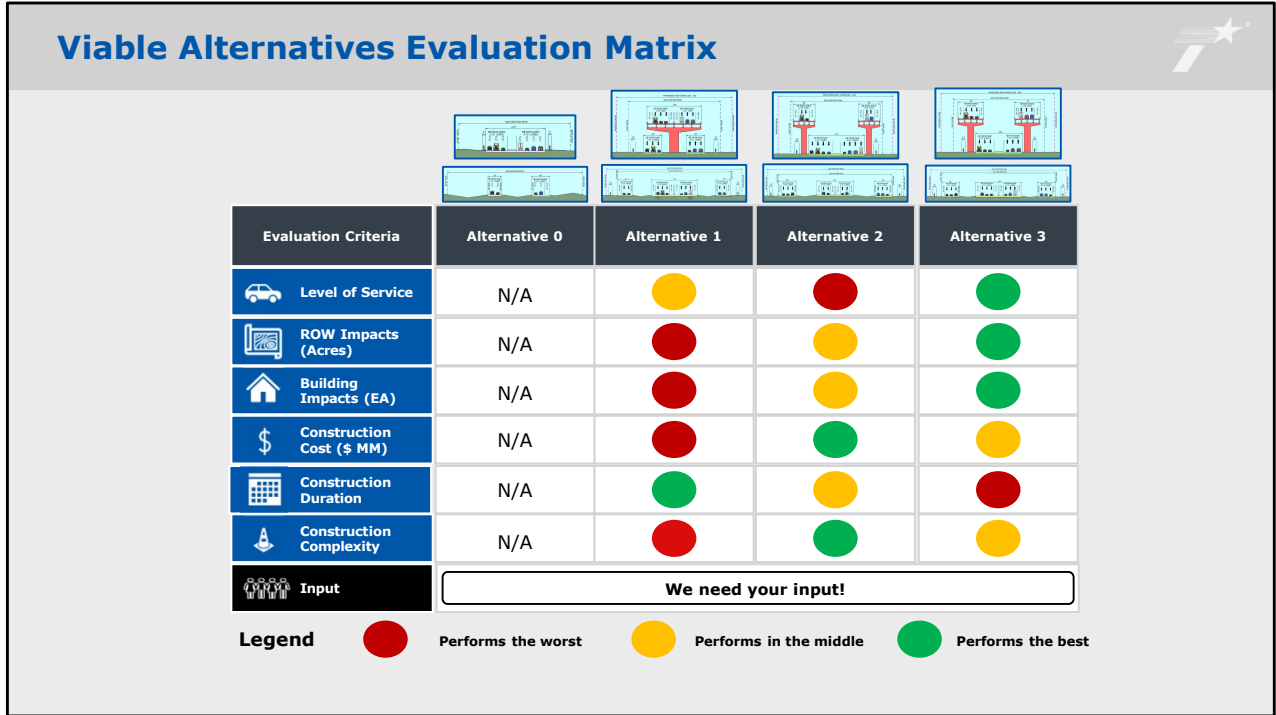 Viable Alternatives Evaluation Matrix
Evaluation Criteria
Alternative 0
Alternative 1
Alternative 2
Alternative 3
Level of Service
N/A
ROW Impacts
(Acres)
N/A
Building
Impacts (EA)
N/A
$
Construction
Cost ($ MM)
N/A
Construction
Duration
N/A
Construction
Complexity
N/A
Input
We need your input!
Legend
Performs the worst
Performs in the middle
Performs the best